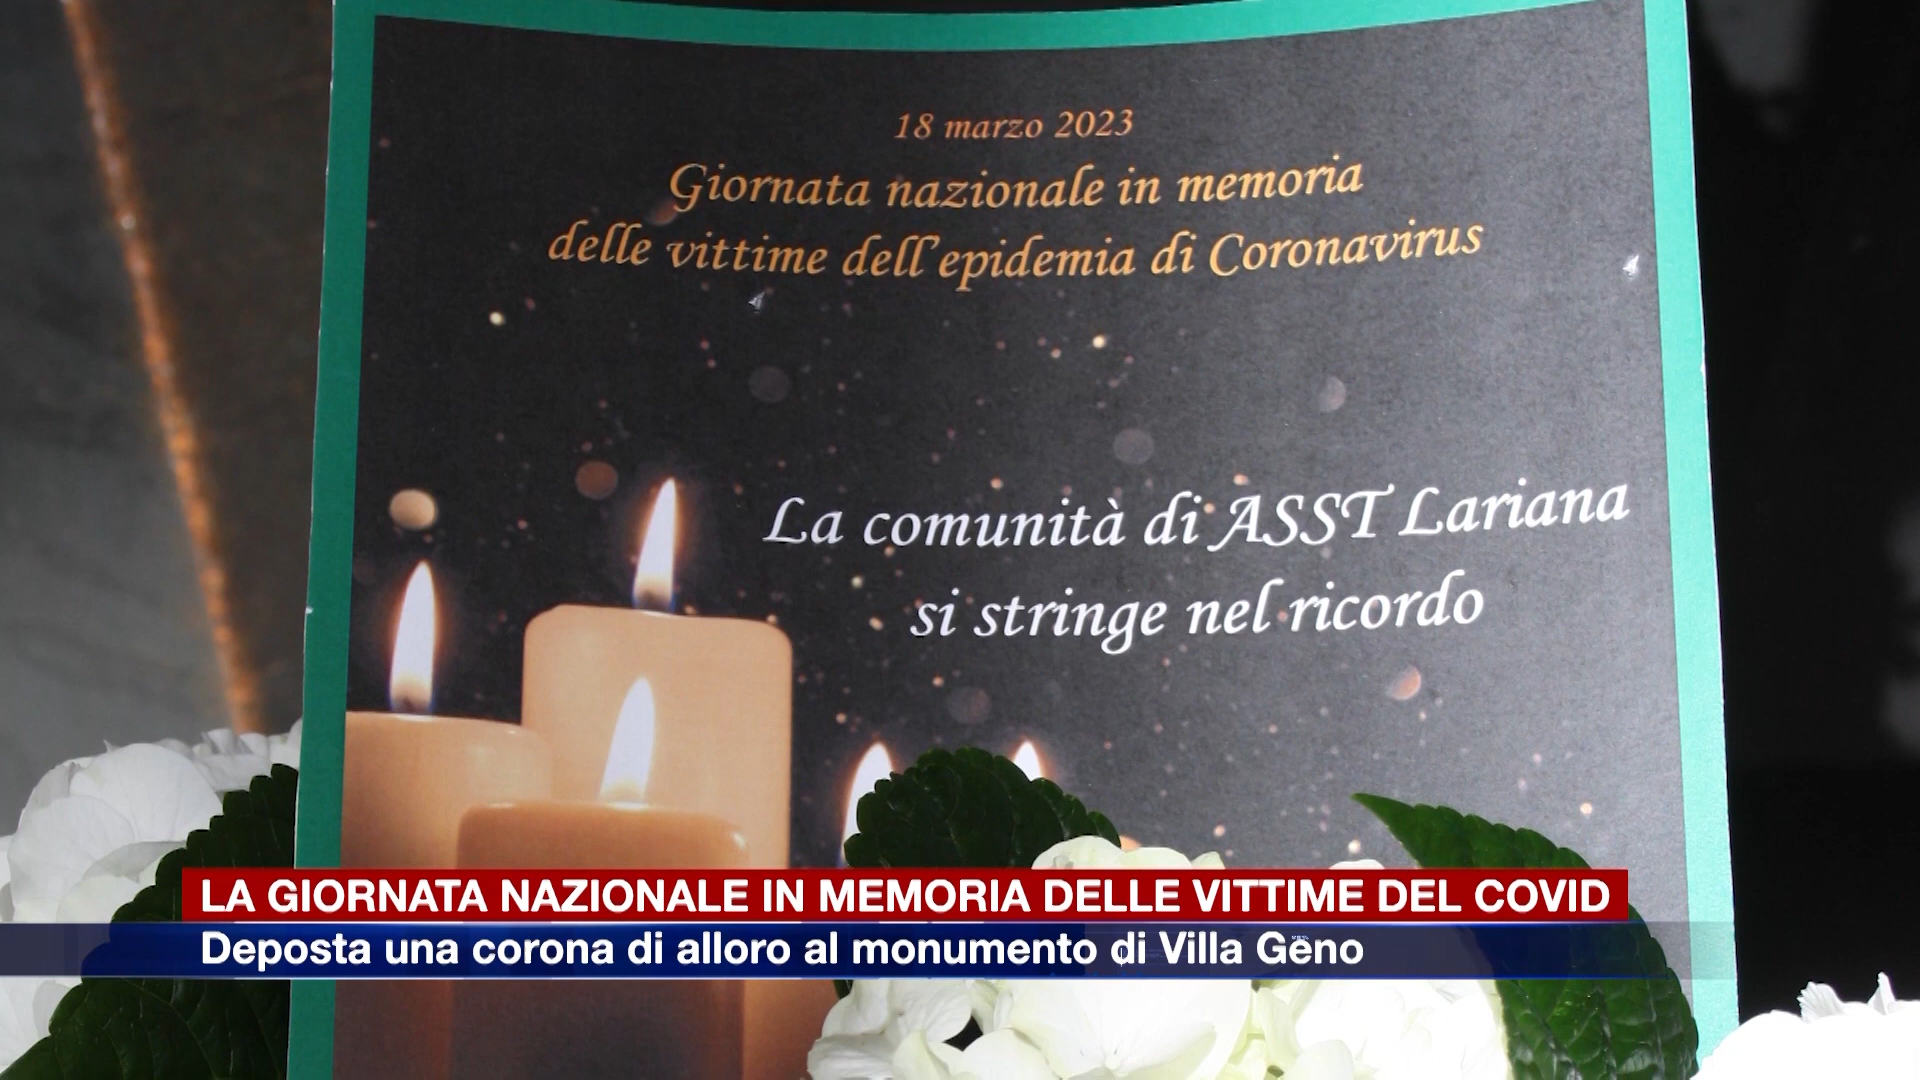 18 marzo 2023
Giornata nazionale in memoria
delle vittime dell'epidemia di Coronavirus
La comunità di ASST Lariana
si stringe nel ricordo
LA GIORNATA NAZIONALE IN MEMORIA DELLE VITTIME DEL COVID
Deposta una corona di alloro al monumento di Villa Geno